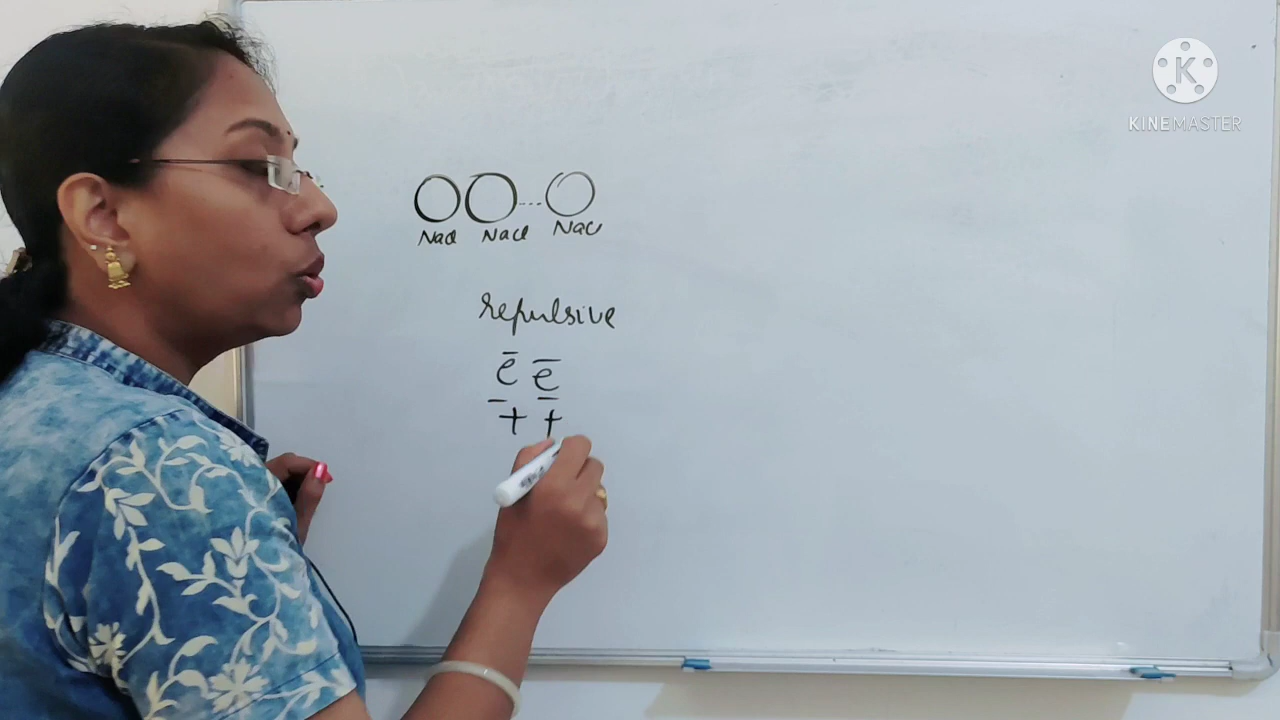 K
KINEMASTER
NaCl NaCl NaCl
repulsive
e̅ e̅
− −
+ +